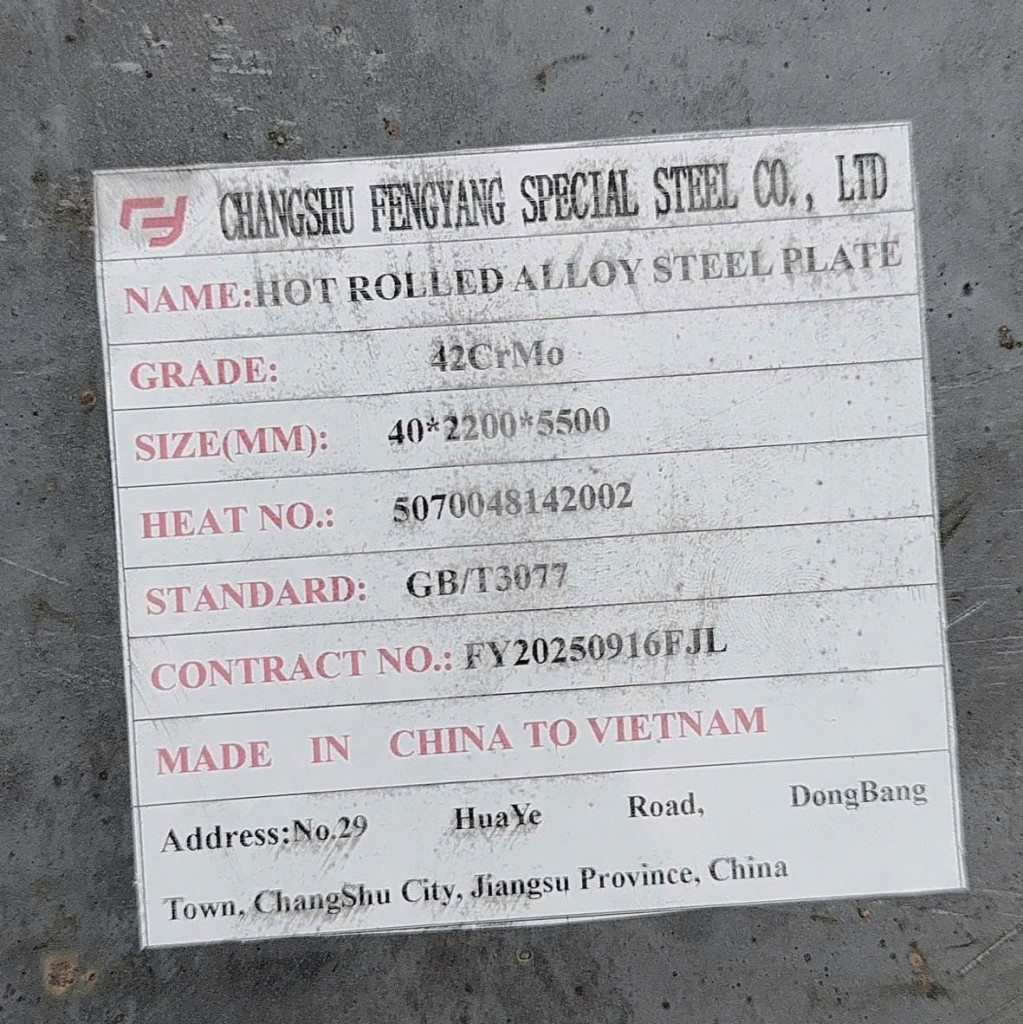 CHANGSHU FENGYANG SPECIAL STEEL CO., LTD
NAME:HOT ROLLED ALLOY STEEL PLATE
GRADE: 42CrMo
SIZE(MM): 40*2200*5500
HEAT NO.: 5070048142002
STANDARD: GB/T3077
CONTRACT NO.: FY20250916FJL
MADE IN CHINA TO VIETNAM
Address:No.29 HuaYe Road, DongBang
Town, ChangShu City, Jiangsu Province, China